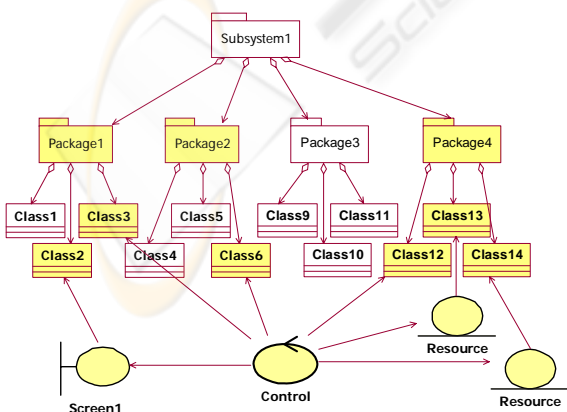 Subsystem1
Package1 Package2 Package3 Package4
Class1 Class3 Class5 Class9 Class11 Class13
Class2 Class4 Class6 Class10 Class12 Class14
Resource
Control
Resource
Screen1